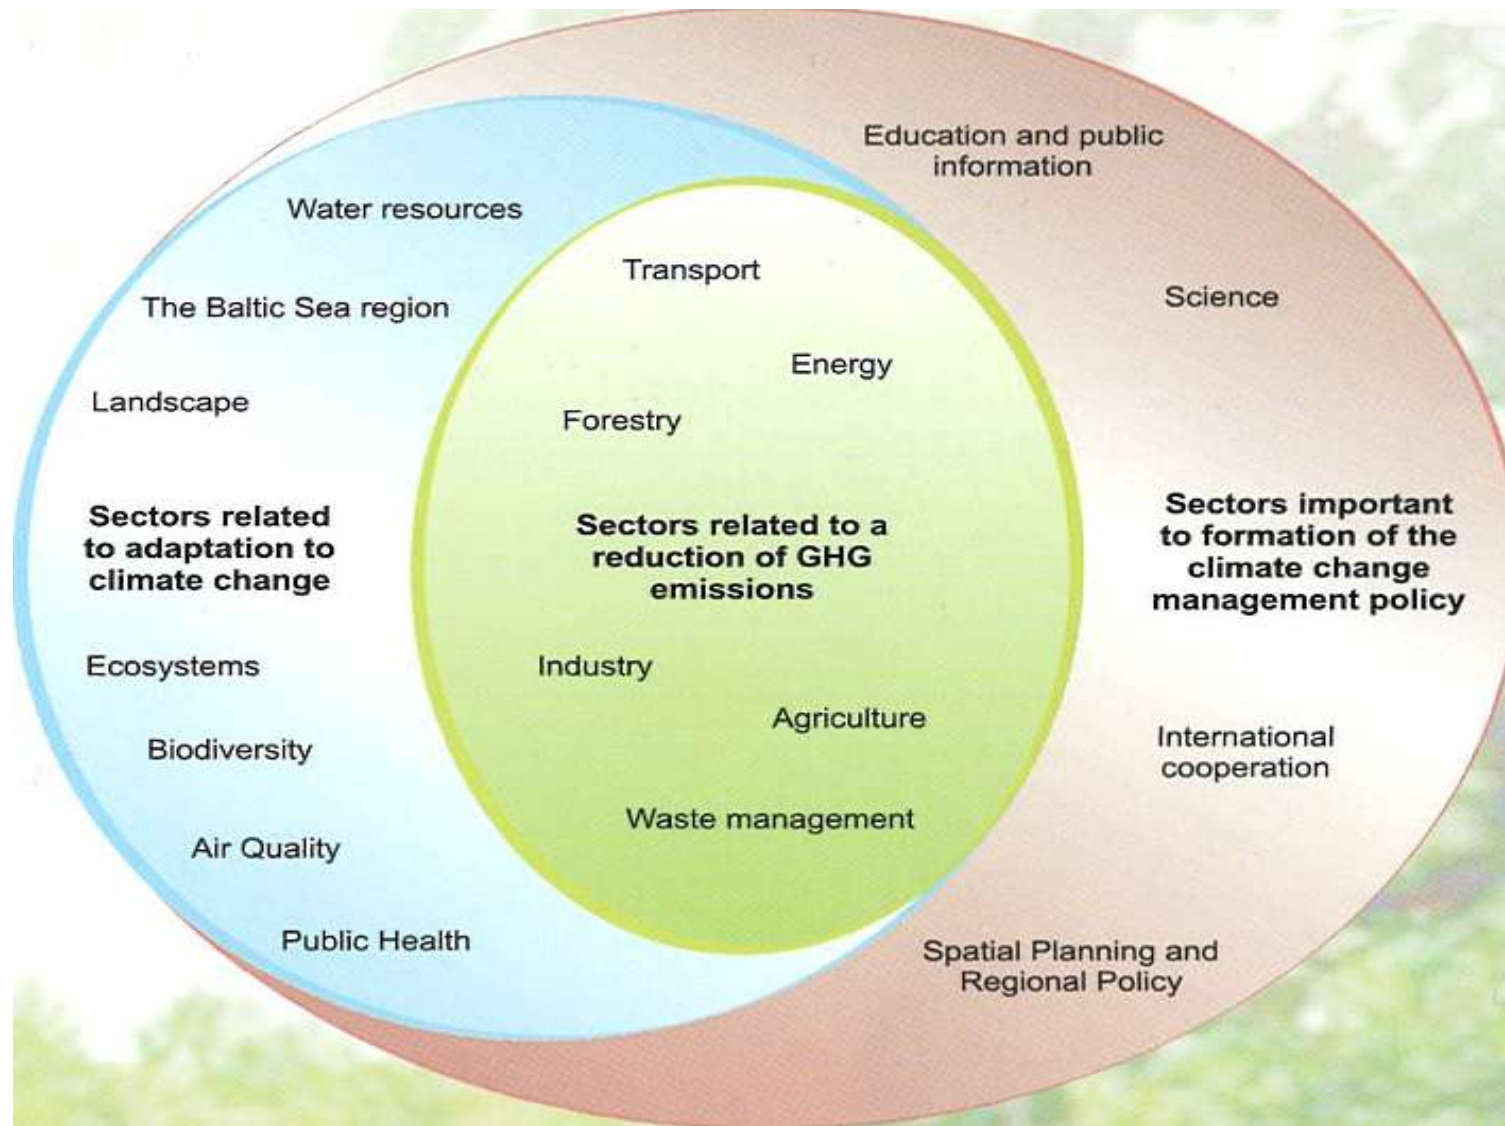 Education and public
information
Water resources
Transport
The Baltic Sea region
Science
Energy
Landscape
Forestry
Sectors related
to adaptation to
climate change
Sectors related to a
reduction of GHG
emissions
Sectors important
to formation of the
climate change
management policy
Ecosystems
Industry
Agriculture
Biodiversity
International
cooperation
Waste management
Air Quality
Public Health
Spatial Planning and
Regional Policy